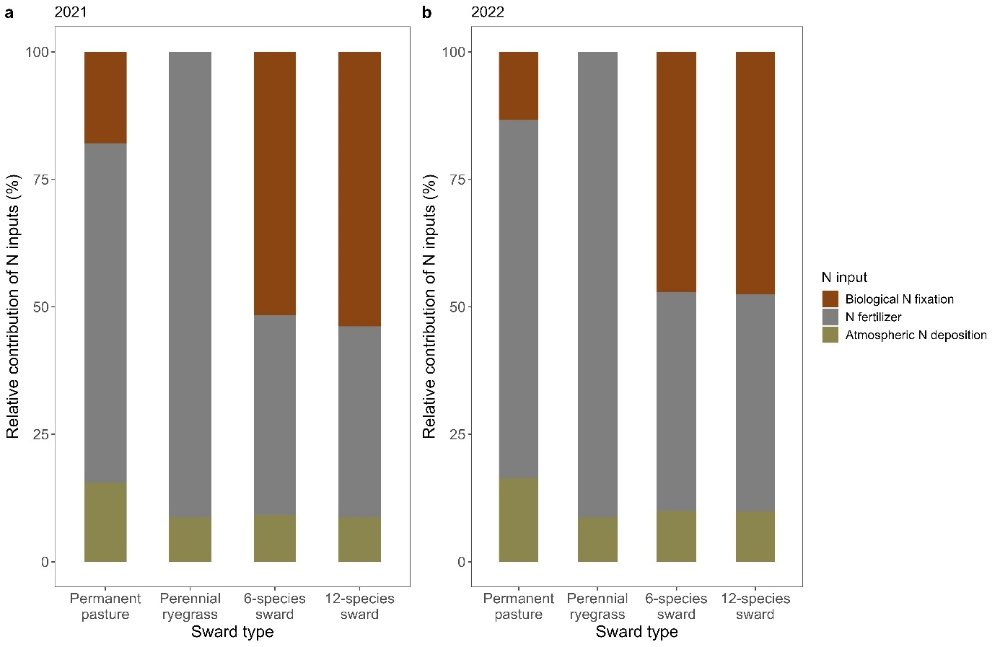 a
2021
Relative contribution of N inputs (%)
100
75
50
25
0
Permanent
pasture
Perennial
ryegrass
6-species
sward
12-species
sward
Sward type
b
2022
Relative contribution of N inputs (%)
100
75
50
25
0
Permanent
pasture
Perennial
ryegrass
6-species
sward
12-species
sward
Sward type
N input
Biological N fixation
N fertilizer
Atmospheric N deposition